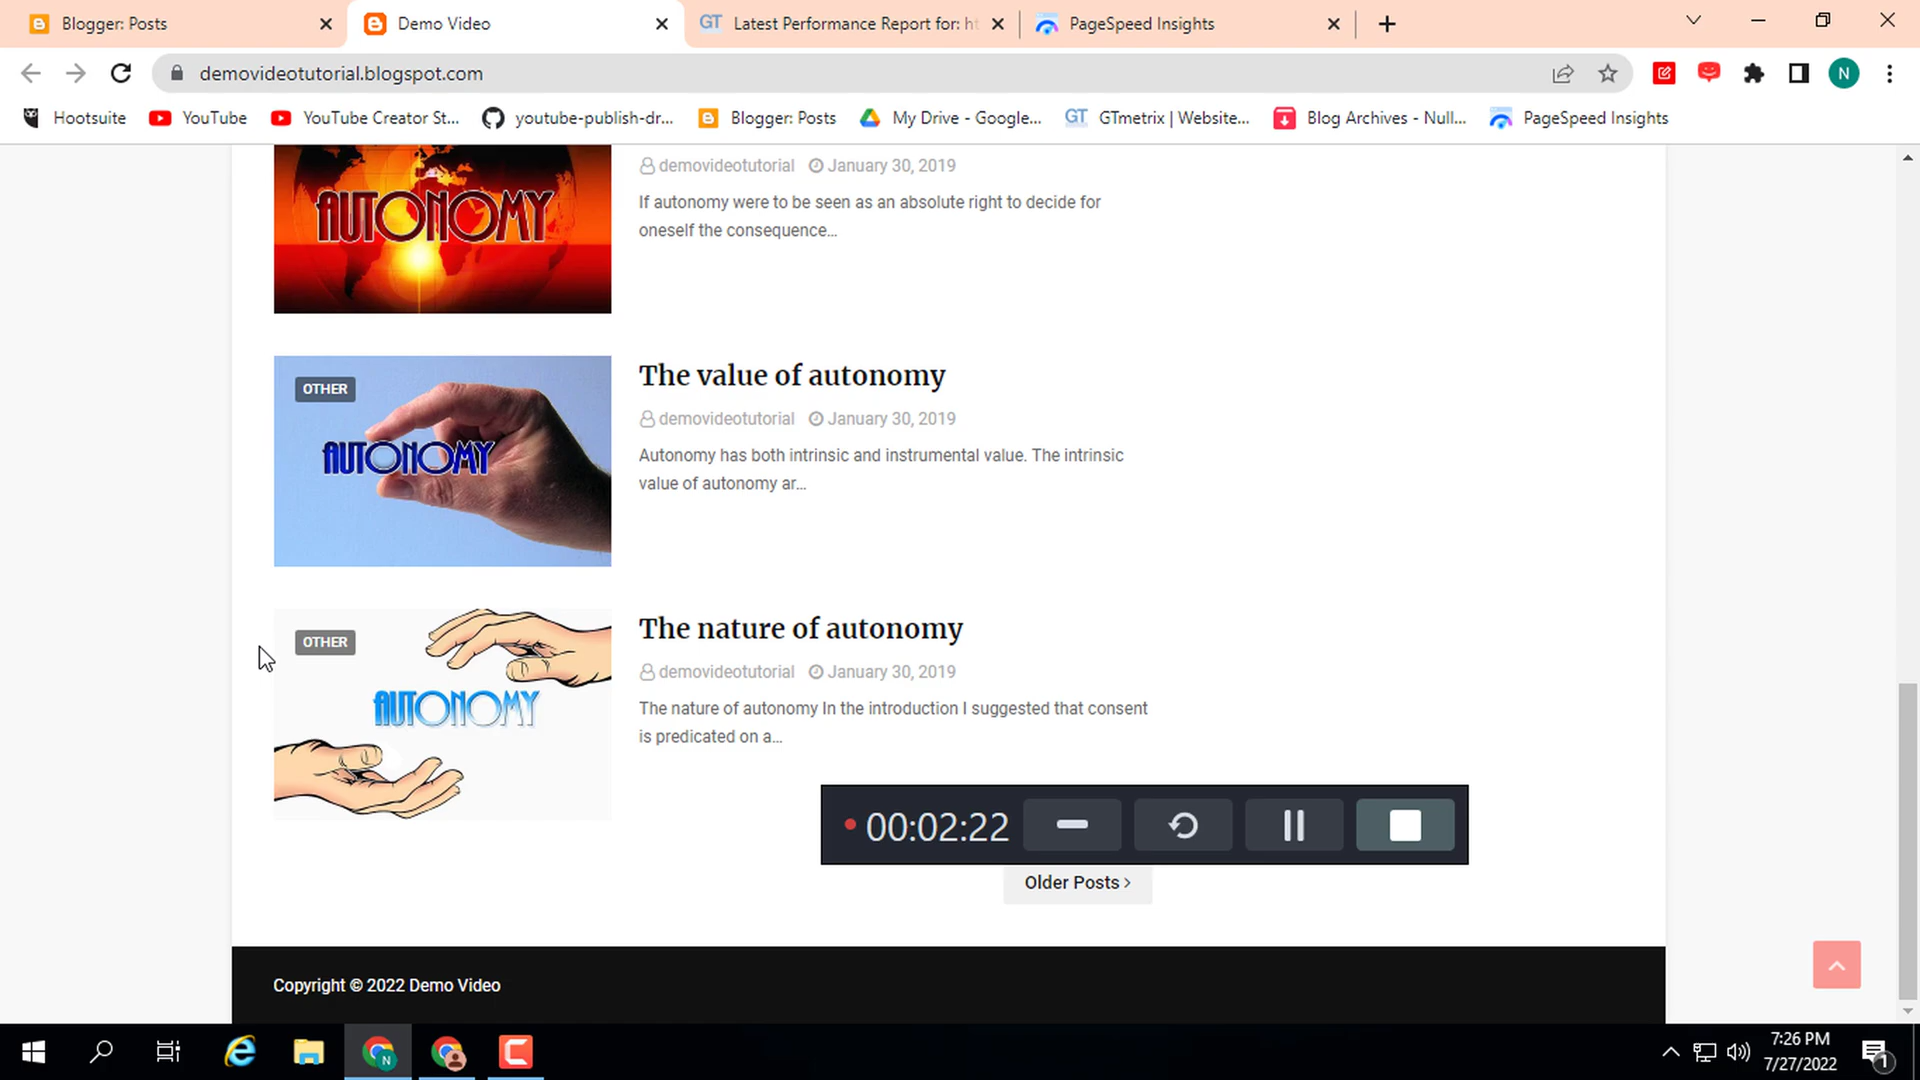 Blogger: Posts
Demo Video
GT Latest Performance Report for: ht
PageSpeed Insights
demovideotutorial.blogspot.com
N
Hootsuite
YouTube
YouTube Creator St...
youtube-publish-dr...
Blogger: Posts
My Drive - Google...
GT GTmetrix | Website...
Blog Archives - Null...
PageSpeed Insights
AUTONOMY
demovideotutorial January 30, 2019
If autonomy were to be seen as an absolute right to decide for
oneself the consequence...
OTHER
AUTONOMY
The value of autonomy
demovideotutorial January 30, 2019
Autonomy has both intrinsic and instrumental value. The intrinsic
value of autonomy ar...
OTHER
AUTONOMY
The nature of autonomy
demovideotutorial January 30, 2019
The nature of autonomy In the introduction I suggested that consent
is predicated on a...
00:02:22
Older Posts
Copyright © 2022 Demo Video
N
7:26 PM
7/27/2022
1